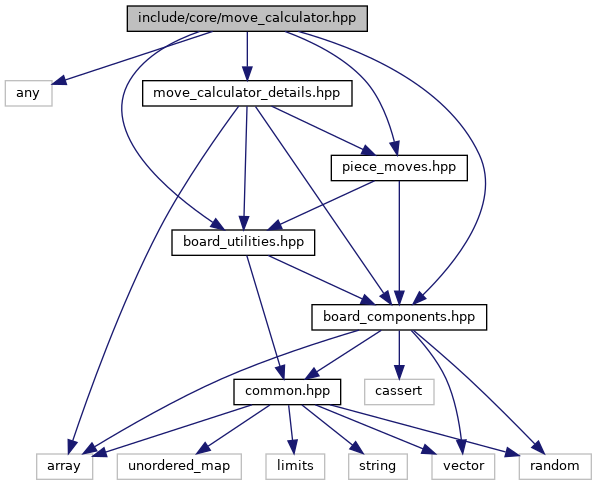 include/core/move_calculator.hpp
any
move_calculator_details.hpp
piece_moves.hpp
board_utilities.hpp
board_components.hpp
common.hpp
cassert
array
unordered_map
limits
string
vector
random